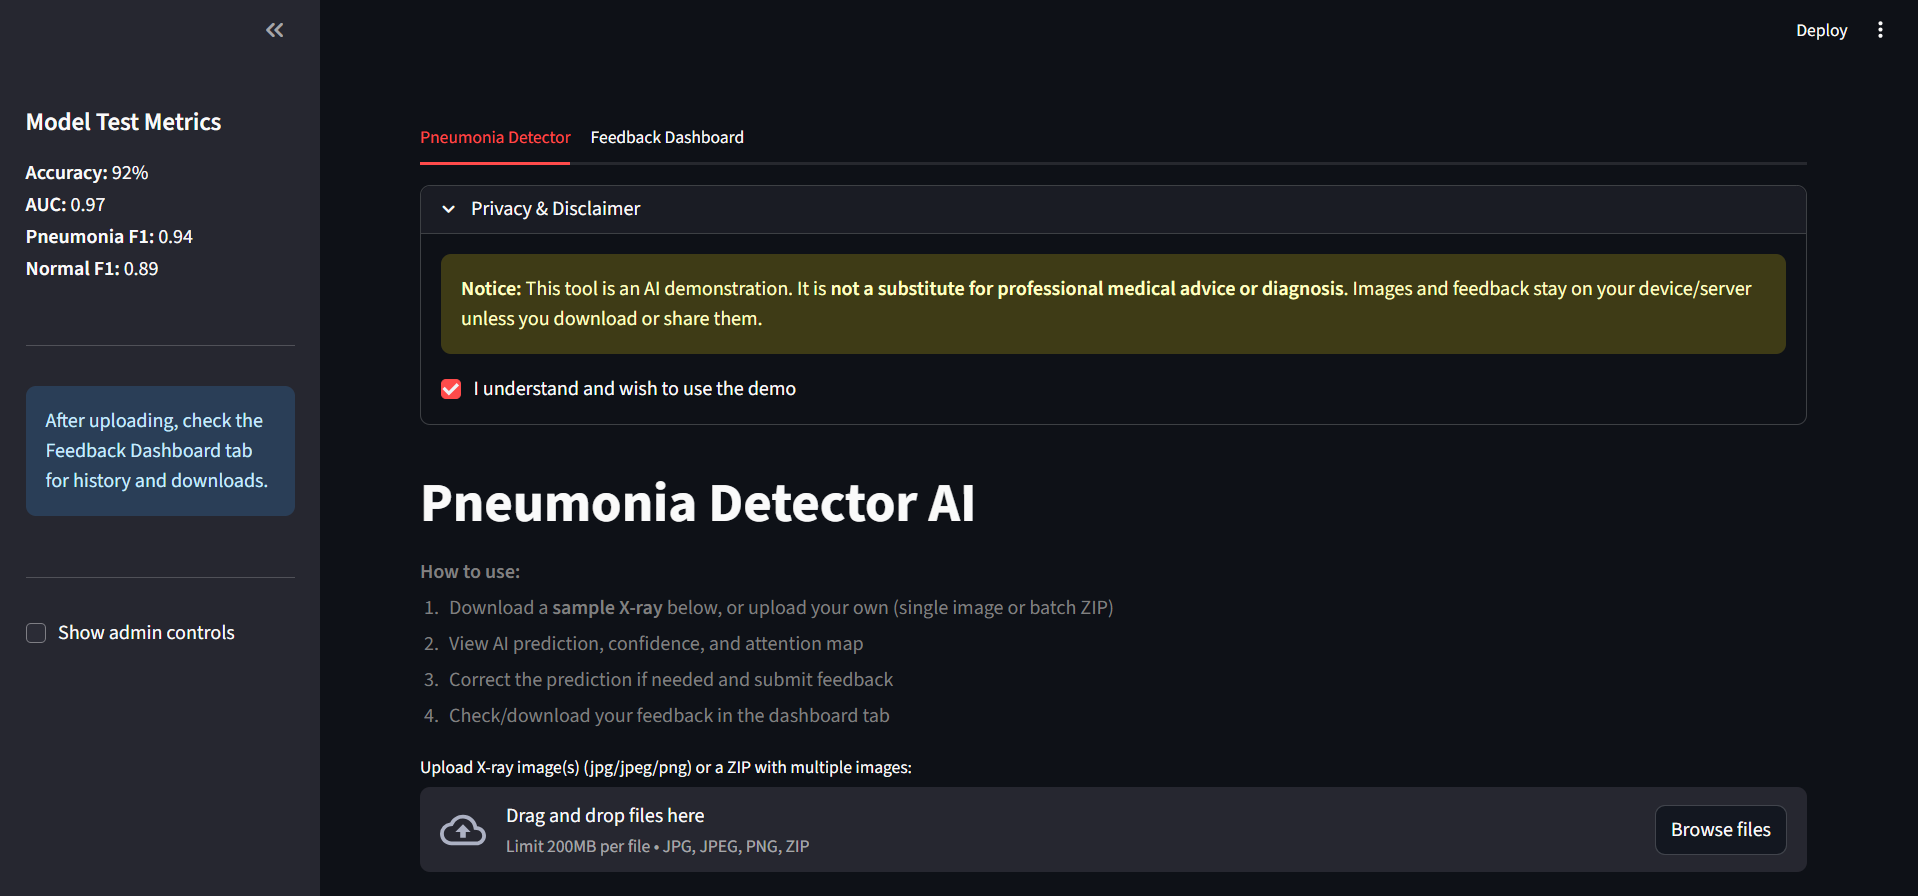 Deploy
Model Test Metrics
Accuracy: 92%
AUC: 0.97
Pneumonia F1: 0.94
Normal F1: 0.89
After uploading, check the
Feedback Dashboard tab
for history and downloads.
Show admin controls
Pneumonia Detector
Feedback Dashboard
Privacy & Disclaimer
Notice: This tool is an AI demonstration. It is not a substitute for professional medical advice or diagnosis. Images and feedback stay on your device/server
unless you download or share them.
I understand and wish to use the demo
Pneumonia Detector AI
How to use:
1. Download a sample X-ray below, or upload your own (single image or batch ZIP)
2. View AI prediction, confidence, and attention map
3. Correct the prediction if needed and submit feedback
4. Check/download your feedback in the dashboard tab
Upload X-ray image(s) (jpg/jpeg/png) or a ZIP with multiple images:
Drag and drop files here
Limit 200MB per file • JPG, JPEG, PNG, ZIP
Browse files